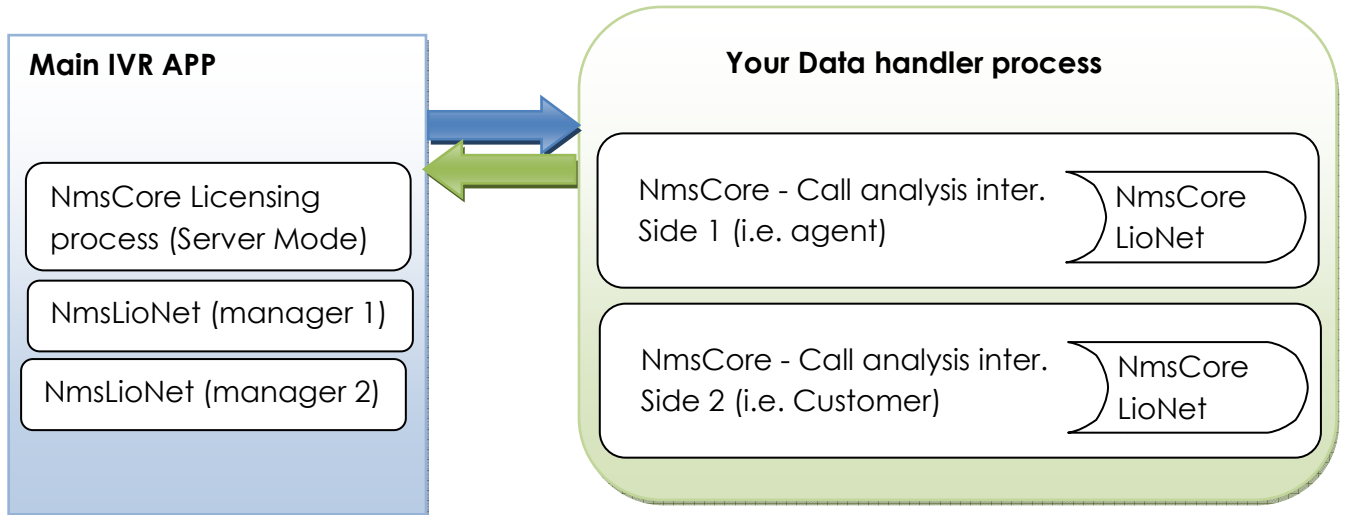 Main IVR APP
NmsCore Licensing
process (Server Mode)
NmsLioNet (manager 1)
NmsLioNet (manager 2)
Your Data handler process
NmsCore - Call analysis inter.
Side 1 (i.e. agent)
NmsCore
LioNet
NmsCore - Call analysis inter.
Side 2 (i.e. Customer)
NmsCore
LioNet